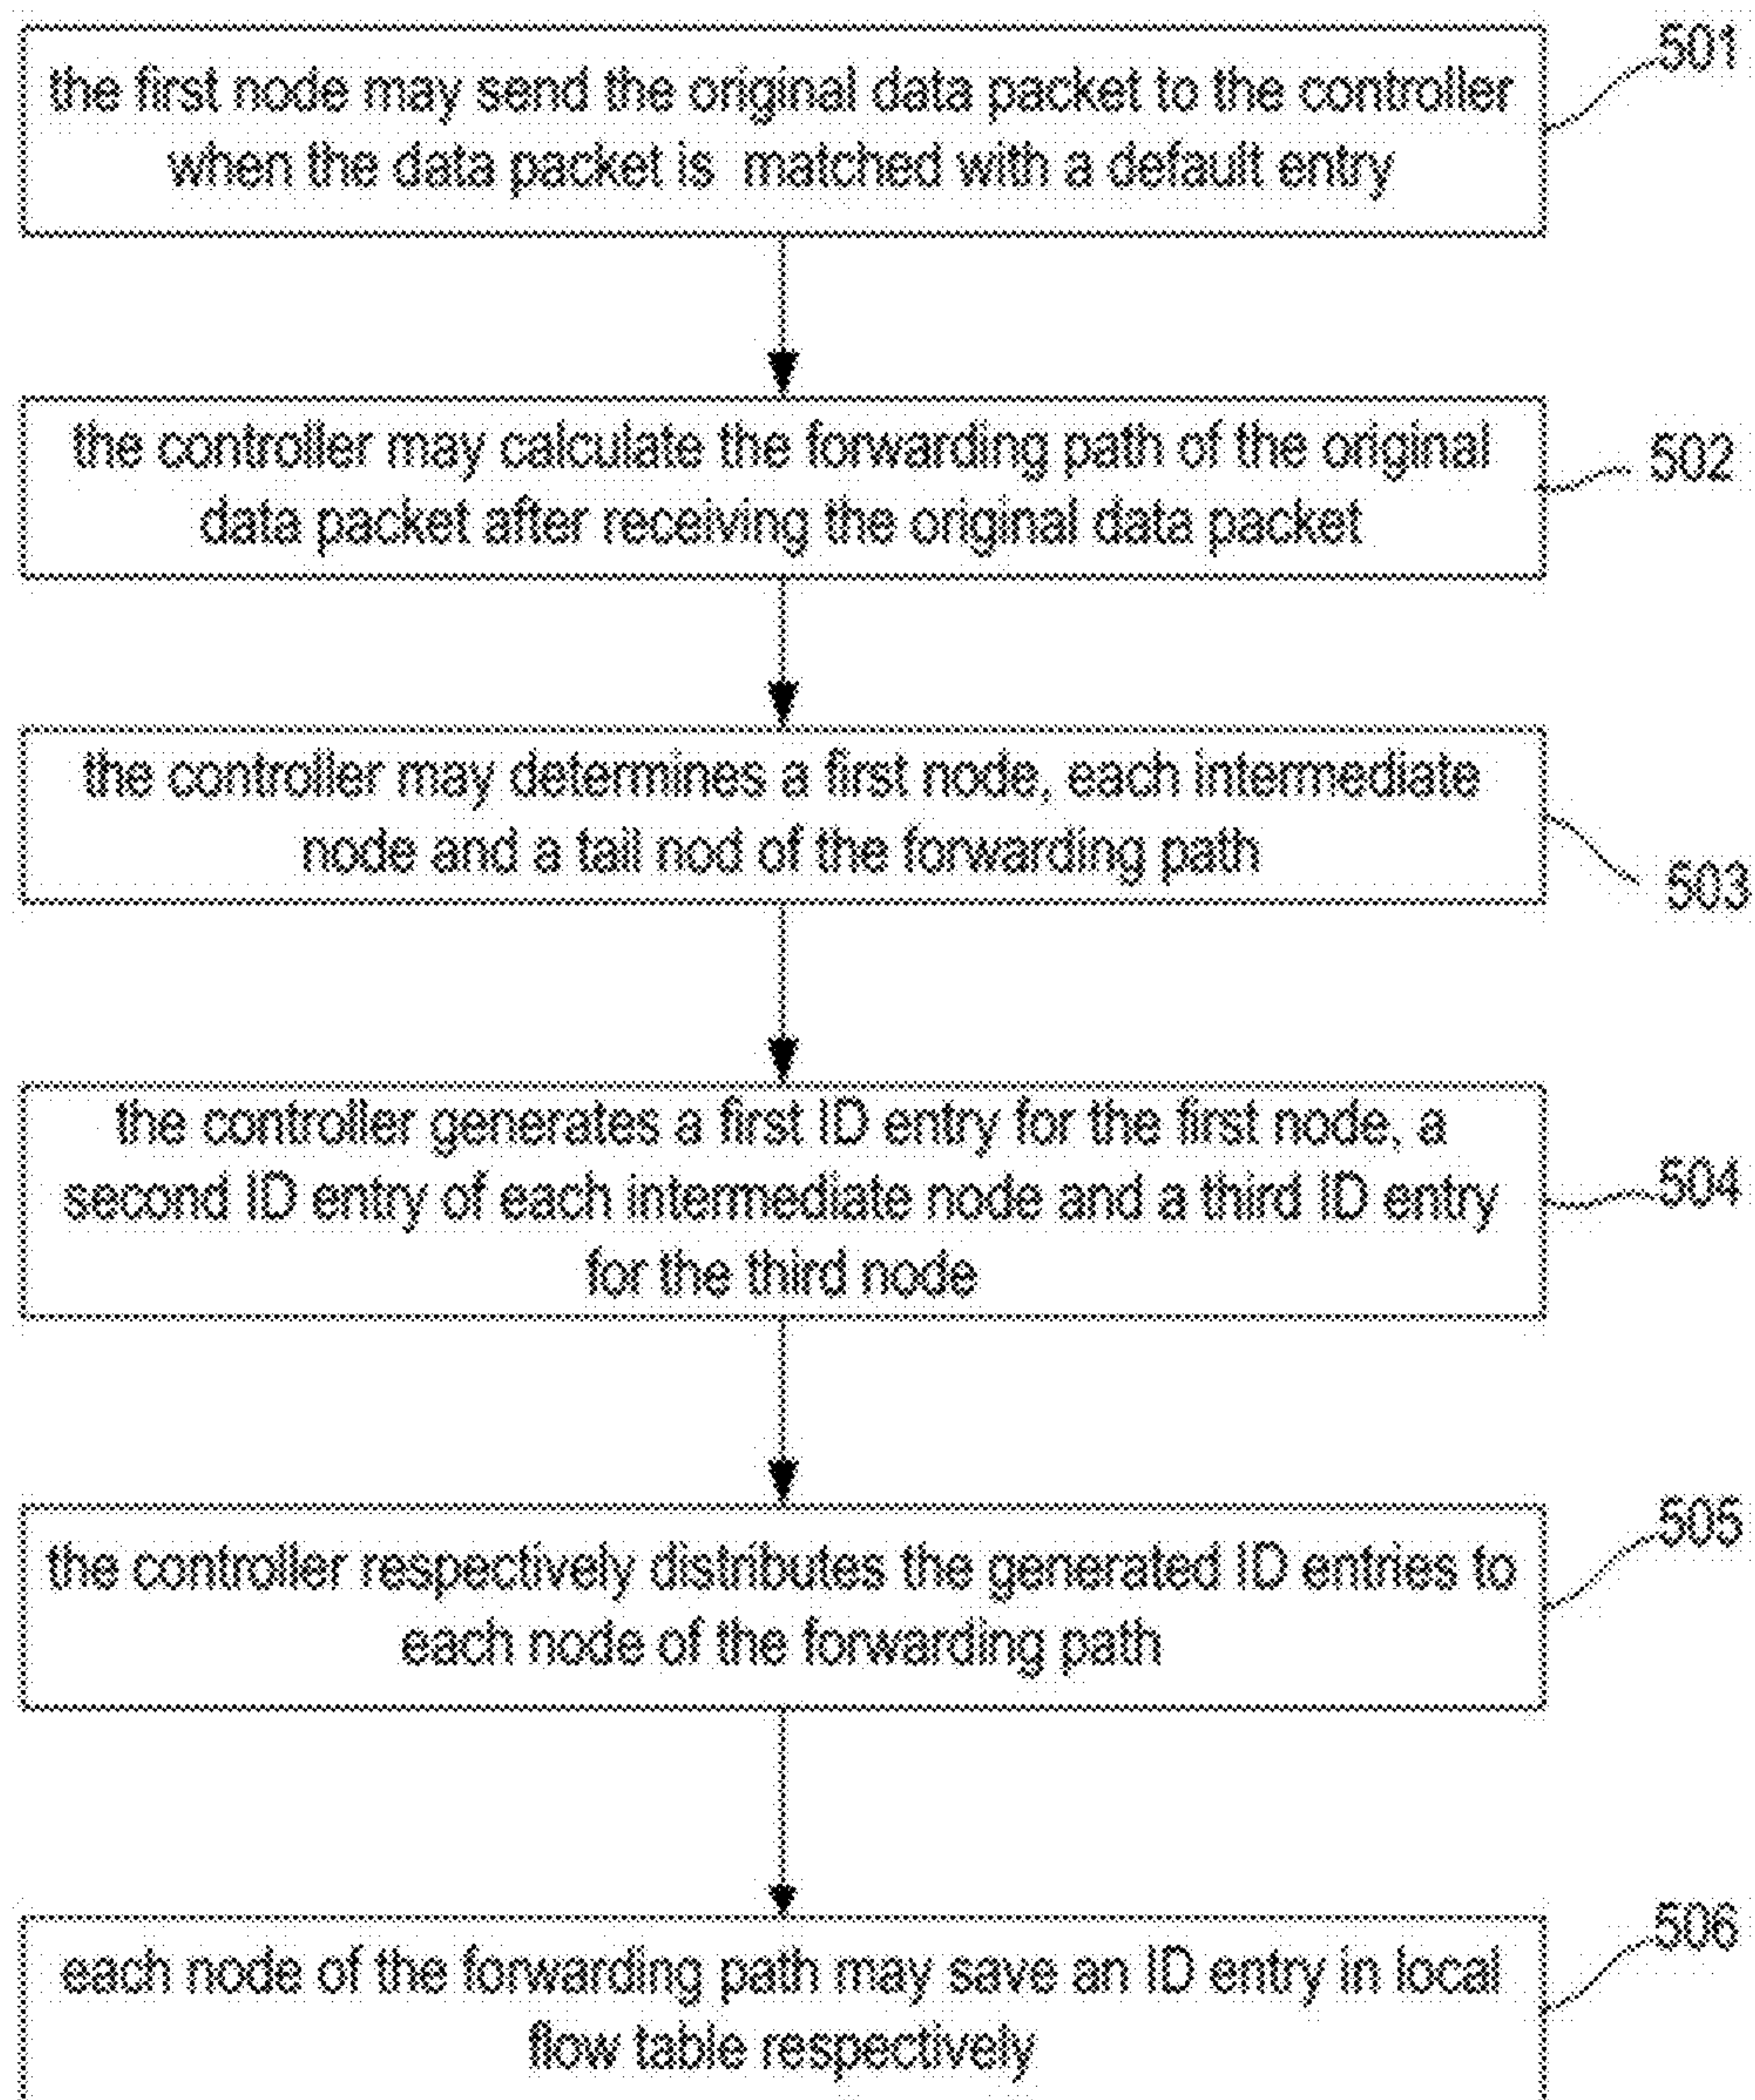 501
the first node may send the original data packet to the controller
when the data packet is matched with a default entry
the controller may calculate the forwarding path of the original
data packet after receiving the original data packet
502
the controller may determines a first node, each intermediate
node and a tail nod of the forwarding path
503
the controller generates a first ID entry for the first node, a
second ID entry of each intermediate node and a third ID entry
for the third node
504
505
the controller respectively distributes the generated ID entries to
each node of the forwarding path
506
each node of the forwarding path may save an ID entry in local
flow table respectively